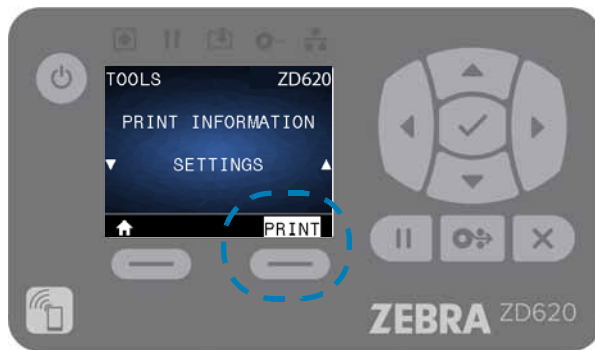 TOOLS ZD620
PRINT INFORMATION
SETTINGS
PRINT
ZEBRA ZD620